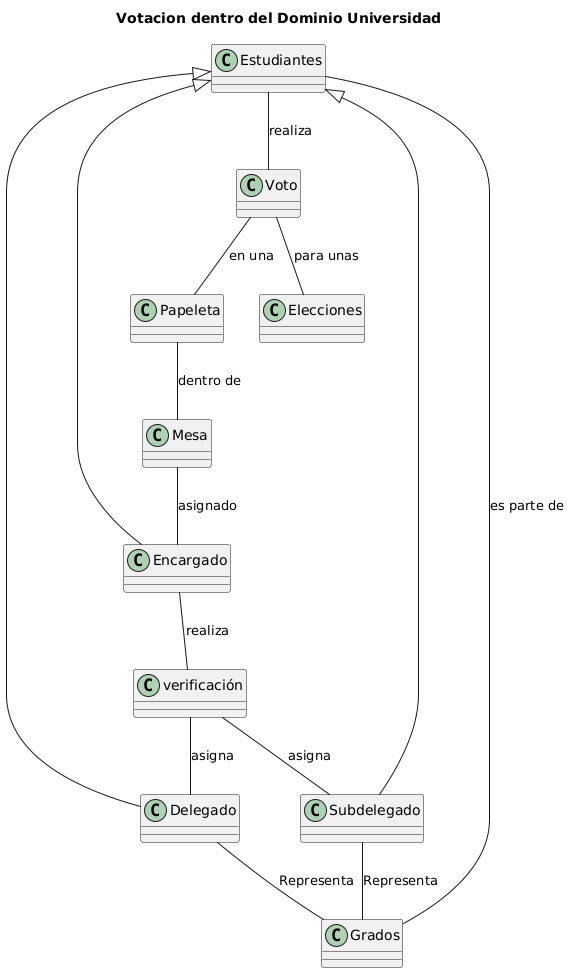 Votacion dentro del Dominio Universidad
C Estudiantes
realiza
C Voto
en una
para unas
C Papeleta
C Elecciones
dentro de
C Mesa
asignado
es parte de
C Encargado
realiza
C verificación
asigna
asigna
C Delegado
C Subdelegado
Representa
Representa
C Grados